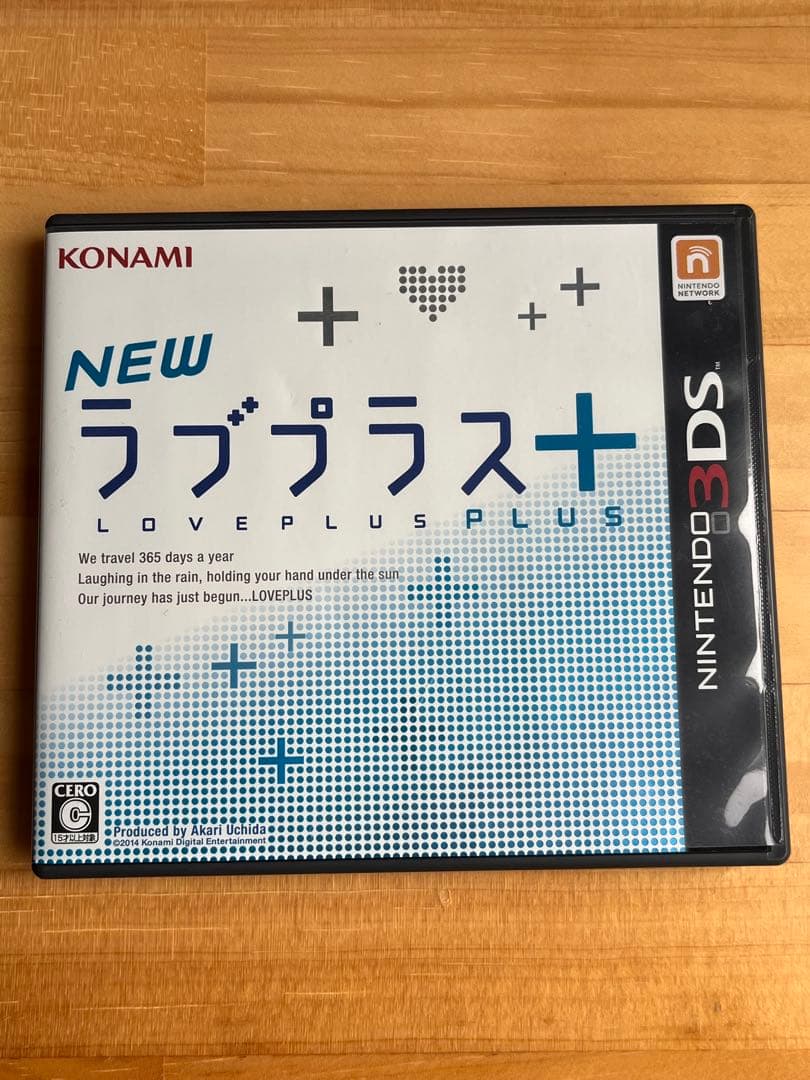 KONAMI
n
NINTENDO
NETWORK
NEW
ラブプラス+
LOVEPLUS PLUS
We travel 365 days a year
Laughing in the rain, holding your hand under the sun
Our journey has just begun...LOVEPLUS
NINTENDO3DS™
CERO
C
15才以上対象
Produced by Akari Uchida
©2014 Konami Digital Entertainment